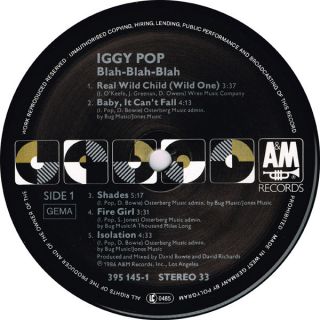 UNAUTHORISED COPYING, HIRING, LENDING, PUBLIC PERFORMANCE AND BROADCASTING OF THIS RECORD
IGGY POP
Blah-Blah-Blah
1 Real Wild Child (Wild One) 3:37
(J. O'Keefe, J. Greenan, D. Owens) Wren Music Company
2 Baby, It Can't Fall 4:13
(I. Pop, D. Bowie) Osterberg Music admin.
by Bug Music/Jones Music
A&M
RECORDS
SIDE 1
GEMA
3 Shades 5:17
(I. Pop, D. Bowie) Osterberg Music admin. by Bug Music/Jones Music
4 Fire Girl 3:31
(I. Pop, S. Jones) Osterberg Music admin.
by Bug Music/A Thousand Miles Long
5 Isolation 4:33
(I. Pop, D. Bowie) Osterberg Music admin.
by Bug Music/Jones Music
Produced and Mixed by David Bowie and David Richards
℗ 1986 A&M Records, Inc., Los Angeles
395 145-1 STEREO 33
PROHIBITED MADE IN WEST GERMANY BY POLYGRAM
0485
ALL RIGHTS OF THE PRODUCER AND OF THE OWNER OF THE WORK REPRODUCED RESERVED